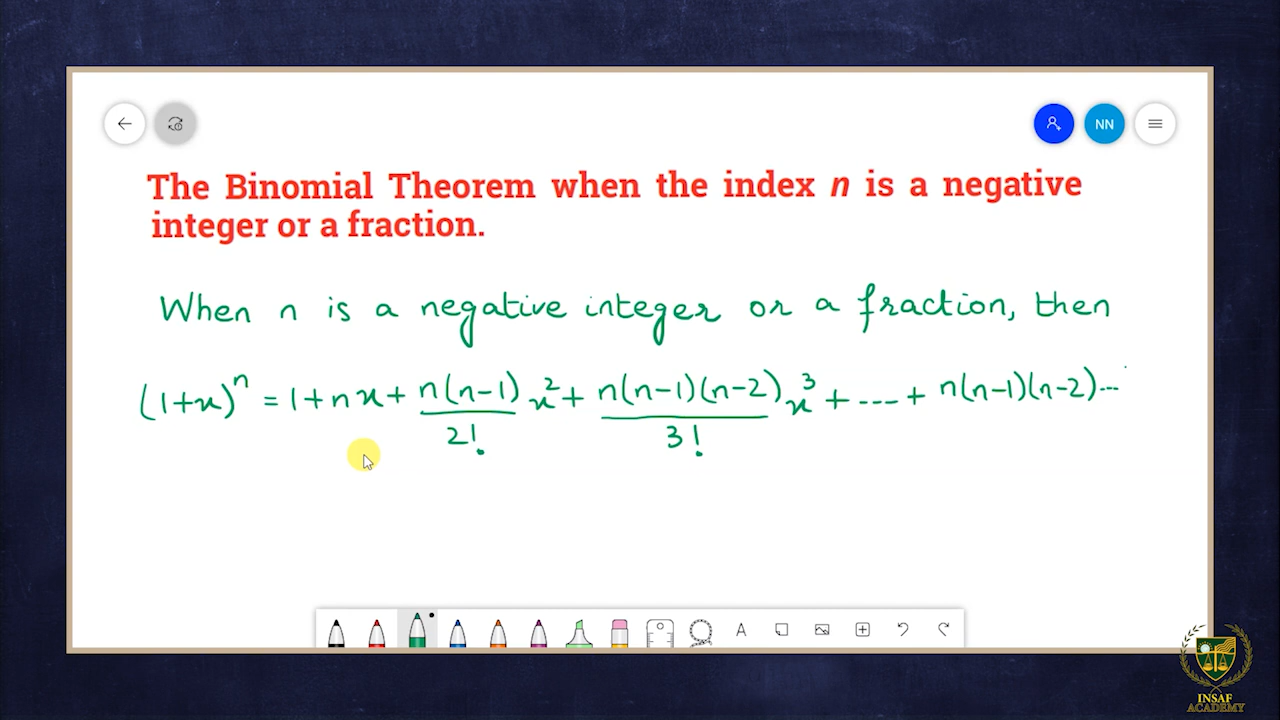 NN
The Binomial Theorem when the index n is a negative
integer or a fraction.
When n is a negative integer or a fraction, then
(1+x)^n = 1+nx+ n(n-1)/2! x^2 + n(n-1)(n-2)/3! x^3 + ---- + n(n-1)(n-2)---
A
INSAF
ACADEMY